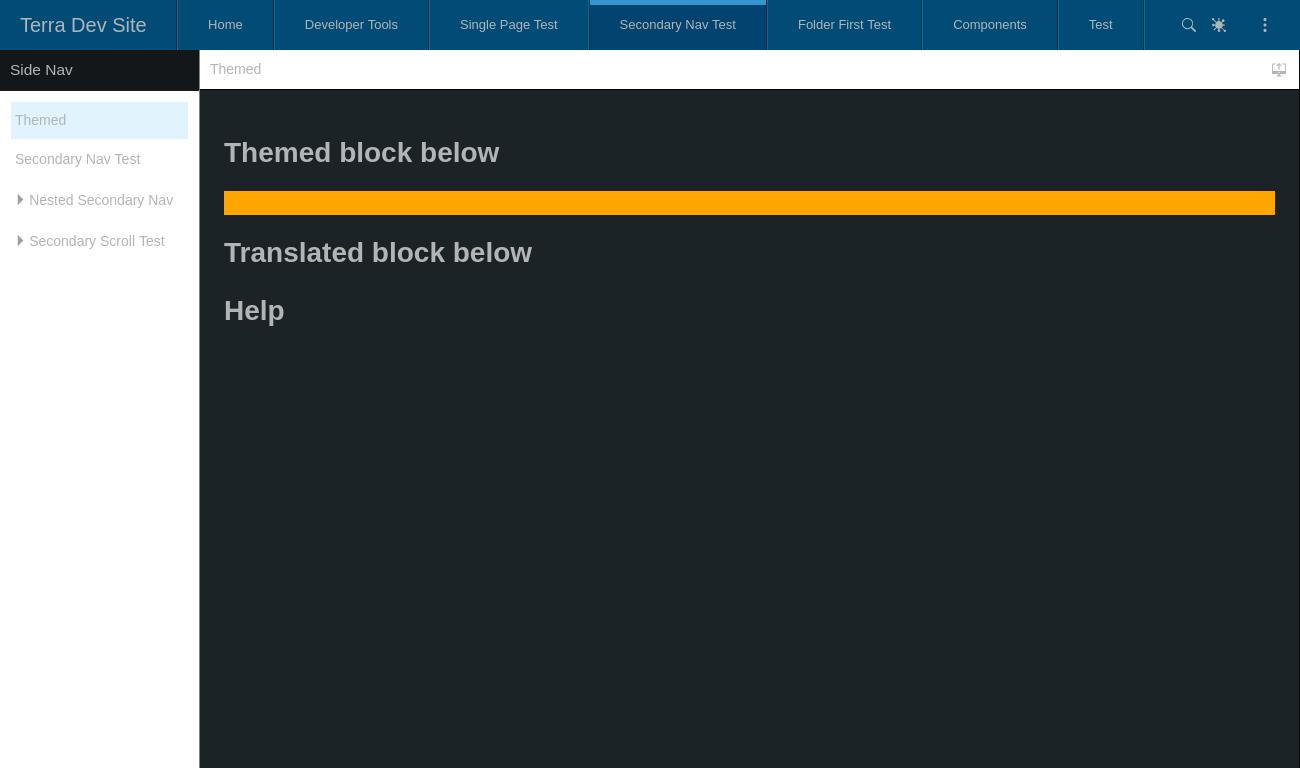 Terra Dev Site
Home
Developer Tools
Single Page Test
Secondary Nav Test
Folder First Test
Components
Test
Side Nav
Themed
Themed
Secondary Nav Test
Nested Secondary Nav
Secondary Scroll Test
Themed block below
Translated block below
Help